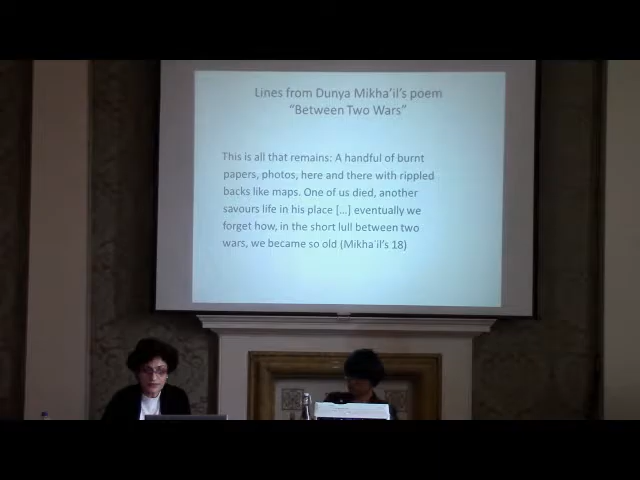 Lines from Dunya Mikha'il's poem
"Between Two Wars"
This is all that remains: A handful of burnt
papers, photos, here and there with rippled
backs like maps. One of us died, another
savours life in his place [...] eventually we
forget how, in the short lull between two
wars, we became so old (Mikha'il's 18)